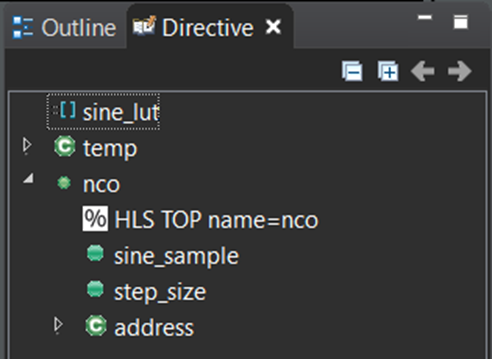 Outline Directive
sine_lut
temp
nco
% HLS TOP name=nco
sine_sample
step_size
address